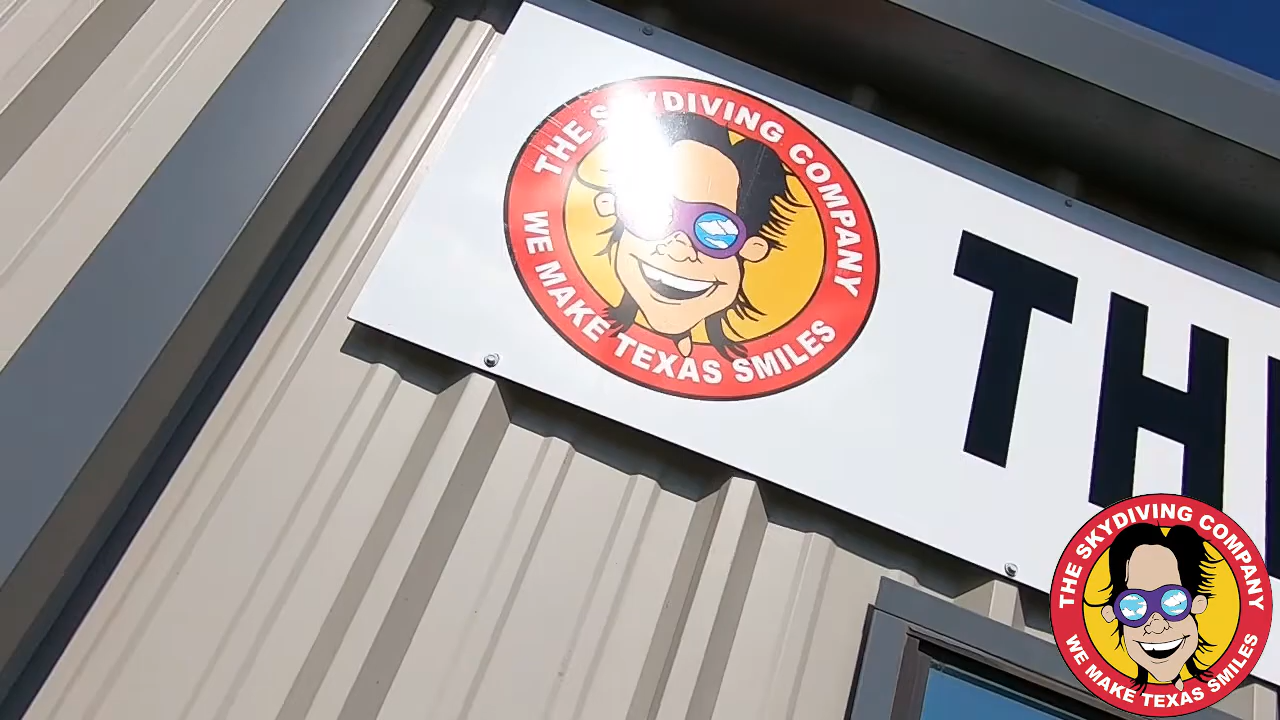 THE SKYDIVING COMPANY
WE MAKE TEXAS SMILES
TH
THE SKYDIVING COMPANY
WE MAKE TEXAS SMILES